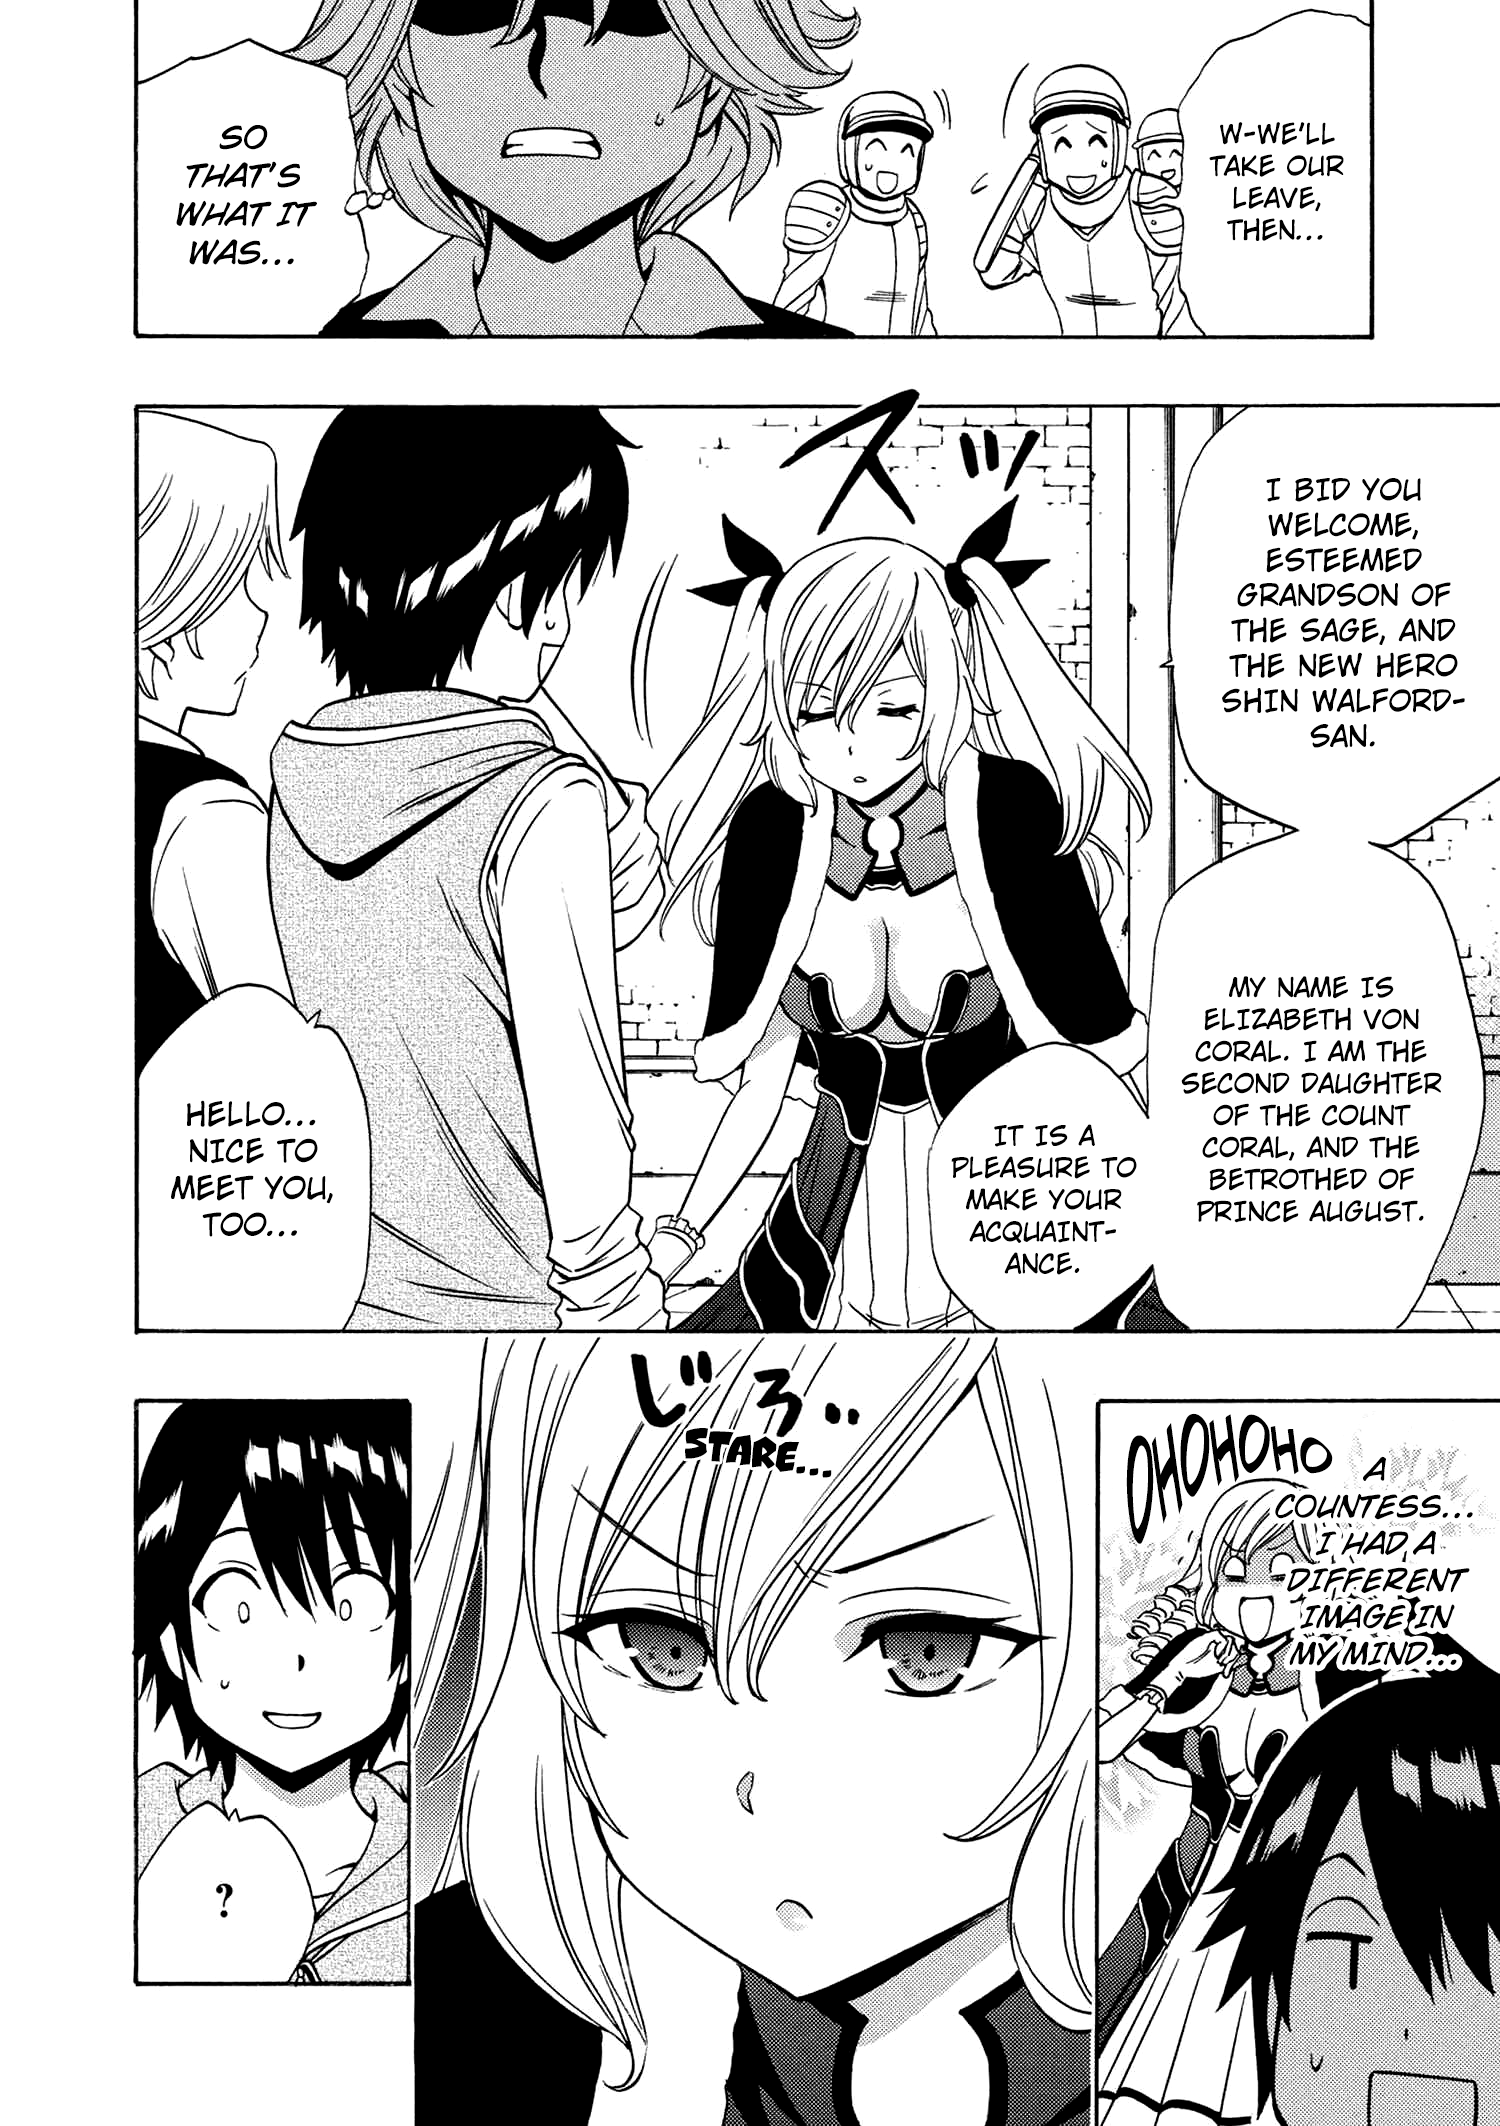 W-WE'LL
TAKE OUR
LEAVE,
THEN...
SO
THAT'S
WHAT IT
WAS...
スッ
I BID YOU
WELCOME,
ESTEEMED
GRANDSON OF
THE SAGE, AND
THE NEW HERO
SHIN WALFORD-
SAN.
MY NAME IS
ELIZABETH VON
CORAL. I AM THE
SECOND DAUGHTER
OF THE COUNT
CORAL, AND THE
BETROTHED OF
PRINCE AUGUST.
IT IS A
PLEASURE TO
MAKE YOUR
ACQUAINT-
ANCE.
HELLO...
NICE TO
MEET YOU,
TOO...
OHOHOHO
A
COUNTESS...
I HAD A
DIFFERENT
IMAGE IN
MY MIND...
じろ‥
STARE...
?